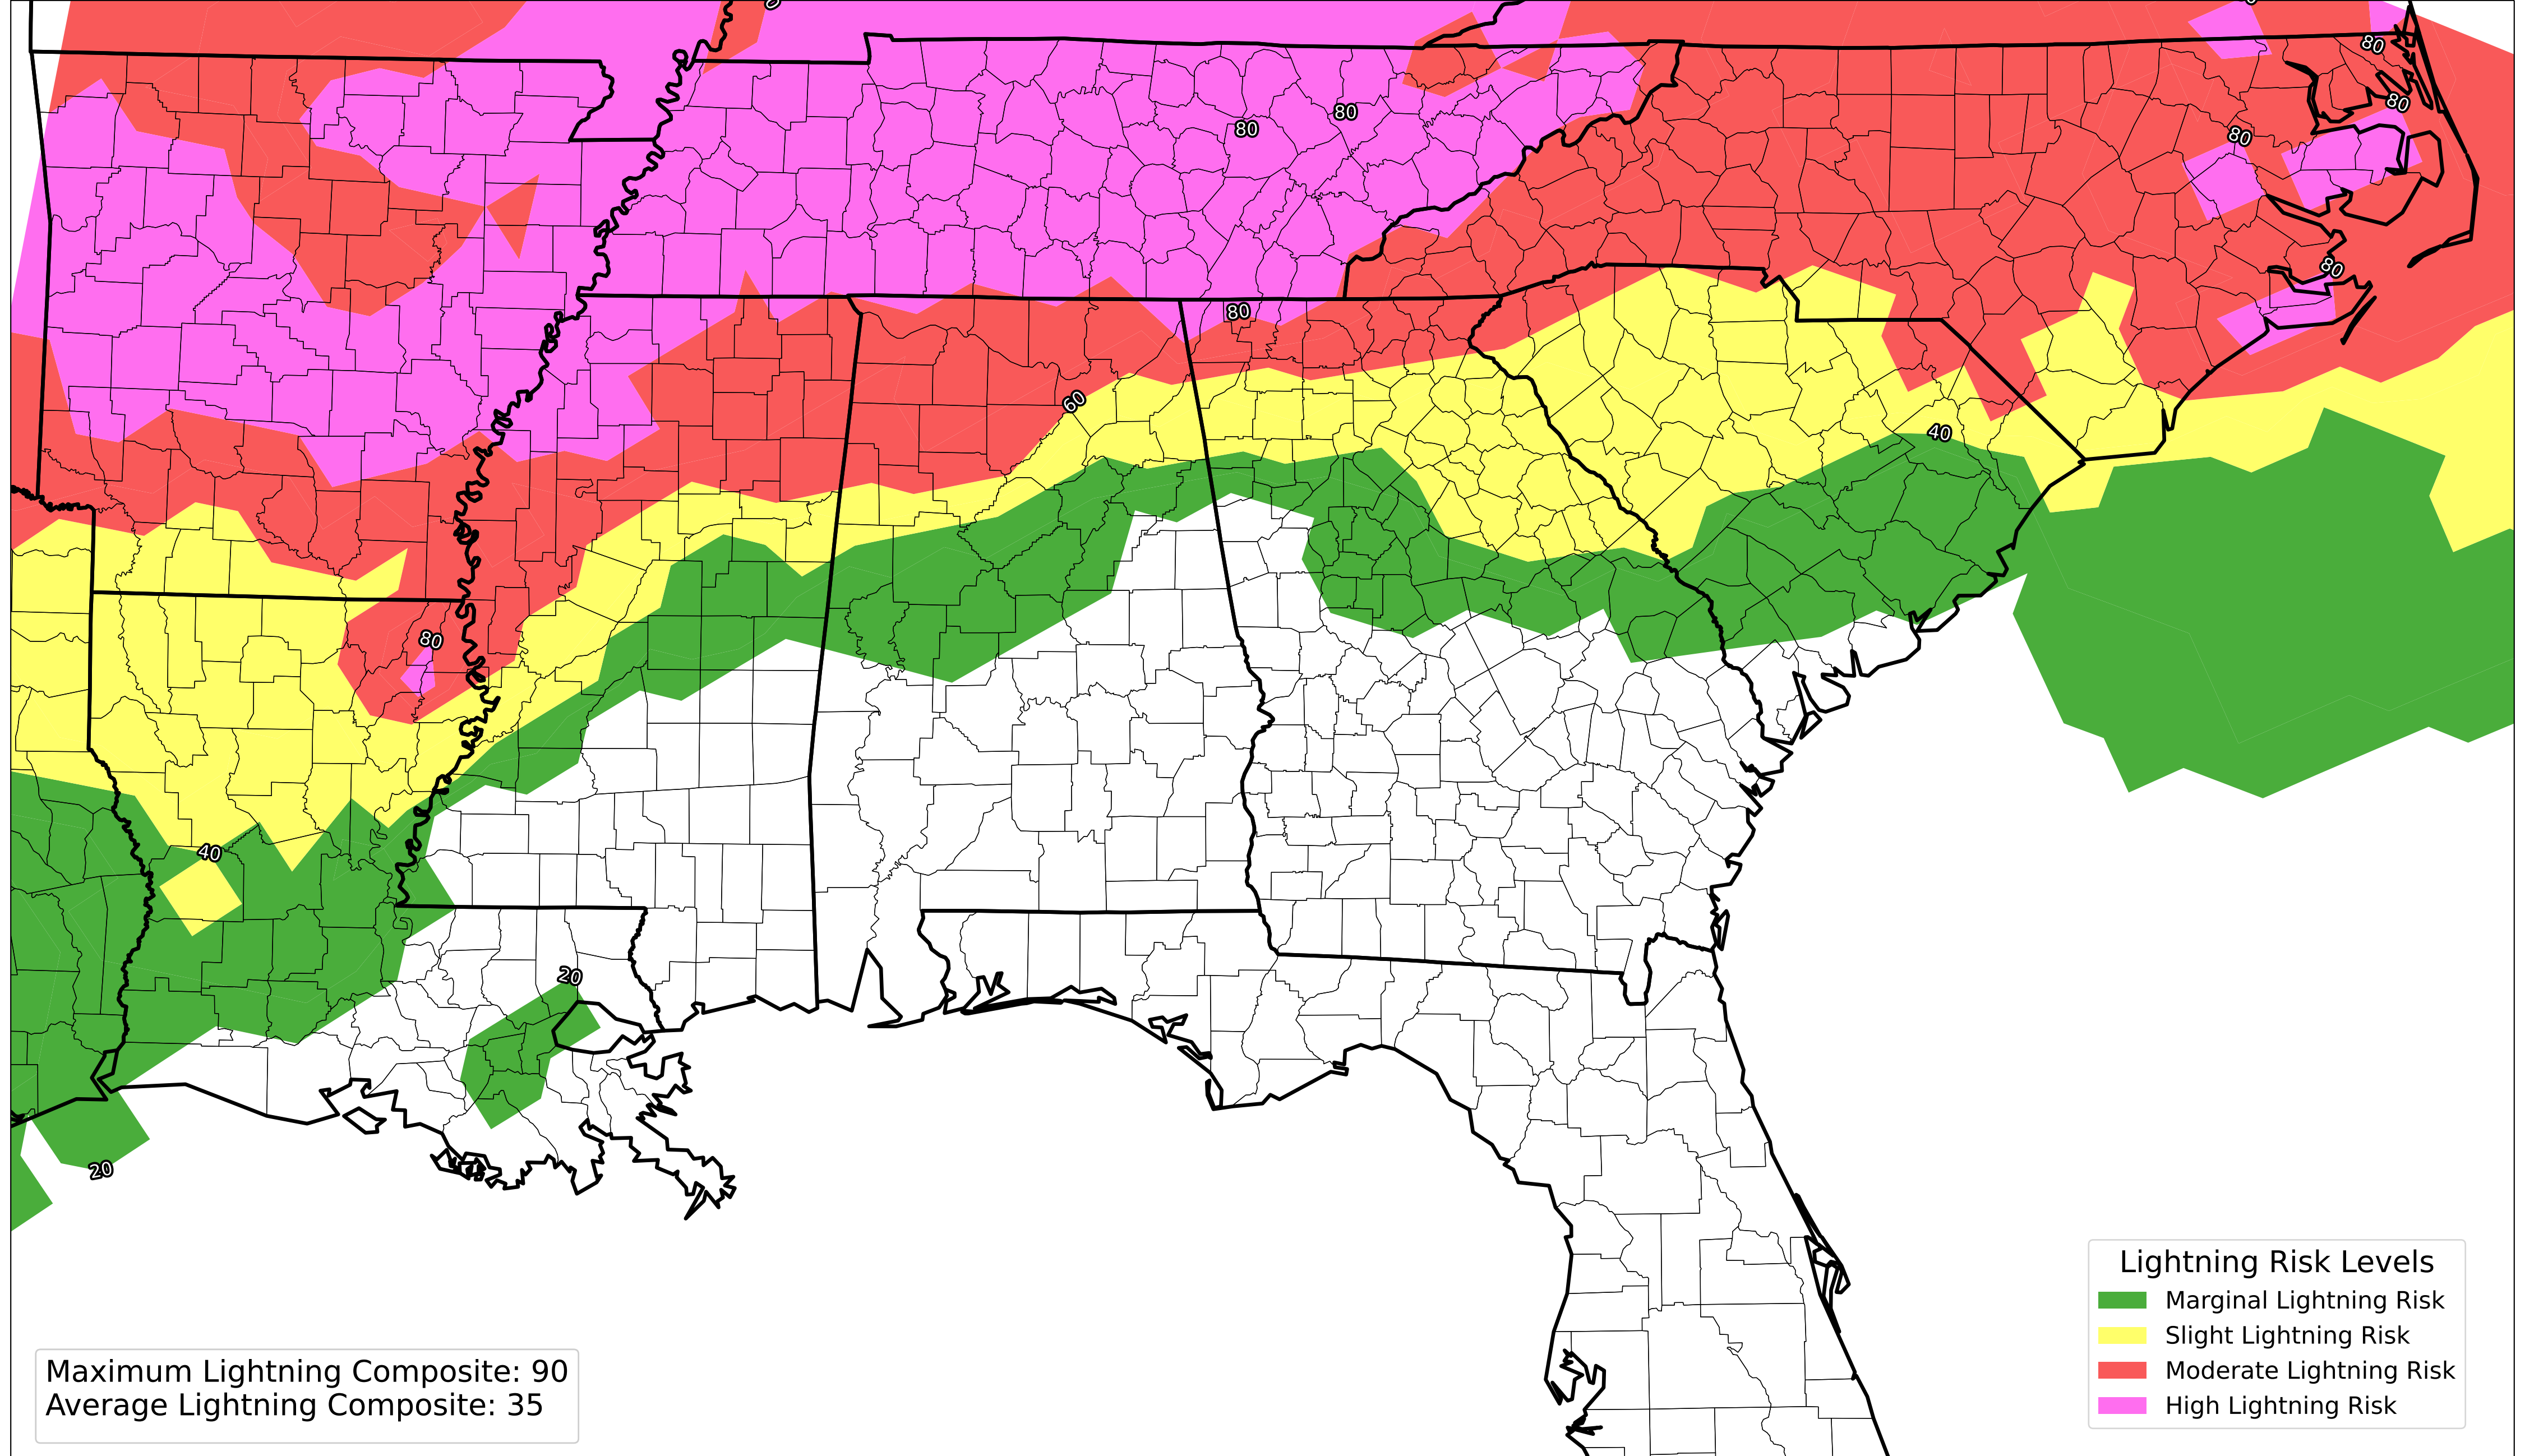 80
80
80
80
80
80
80
60
40
80
40
20
20
Lightning Risk Levels
Marginal Lightning Risk
Slight Lightning Risk
Moderate Lightning Risk
High Lightning Risk
Maximum Lightning Composite: 90
Average Lightning Composite: 35